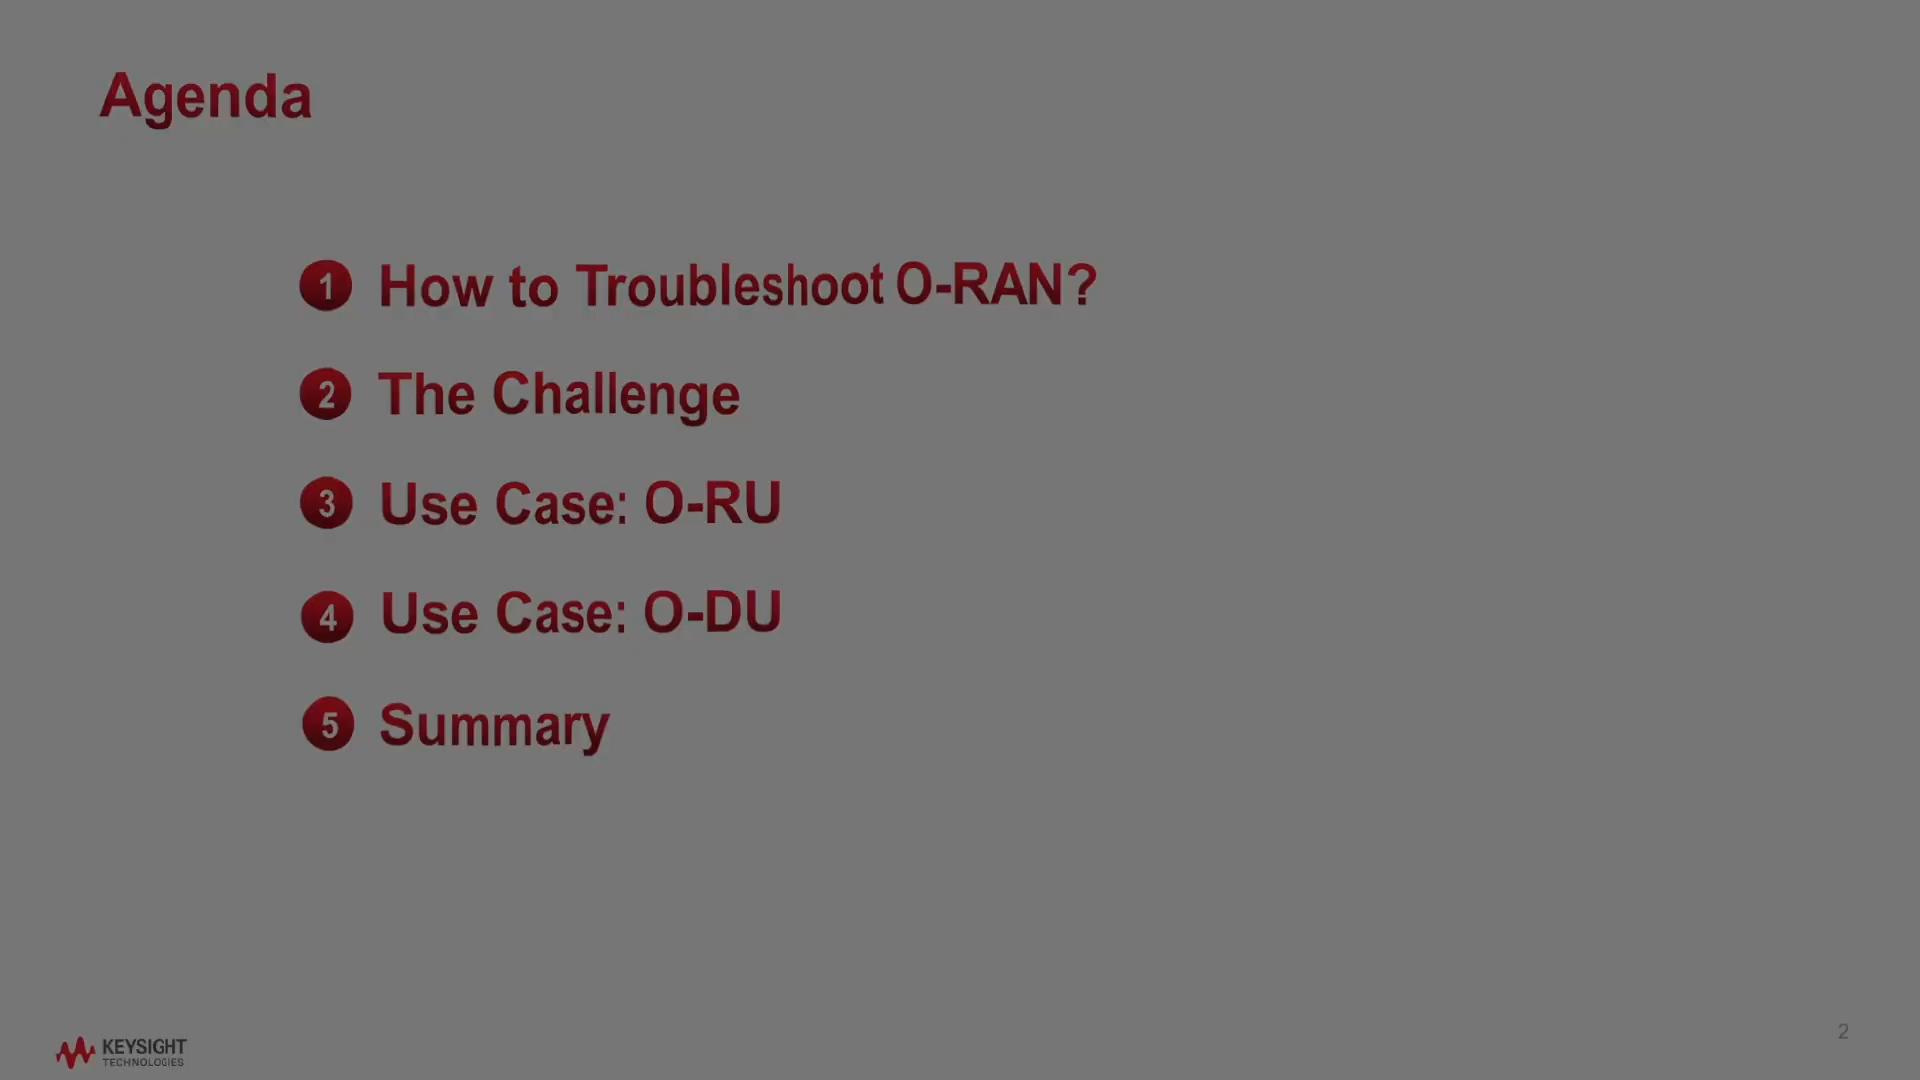 Agenda
1 How to Troubleshoot O-RAN?
2 The Challenge
3 Use Case: O-RU
4 Use Case: O-DU
5 Summary
KEYSIGHT
TECHNOLOGIES
2